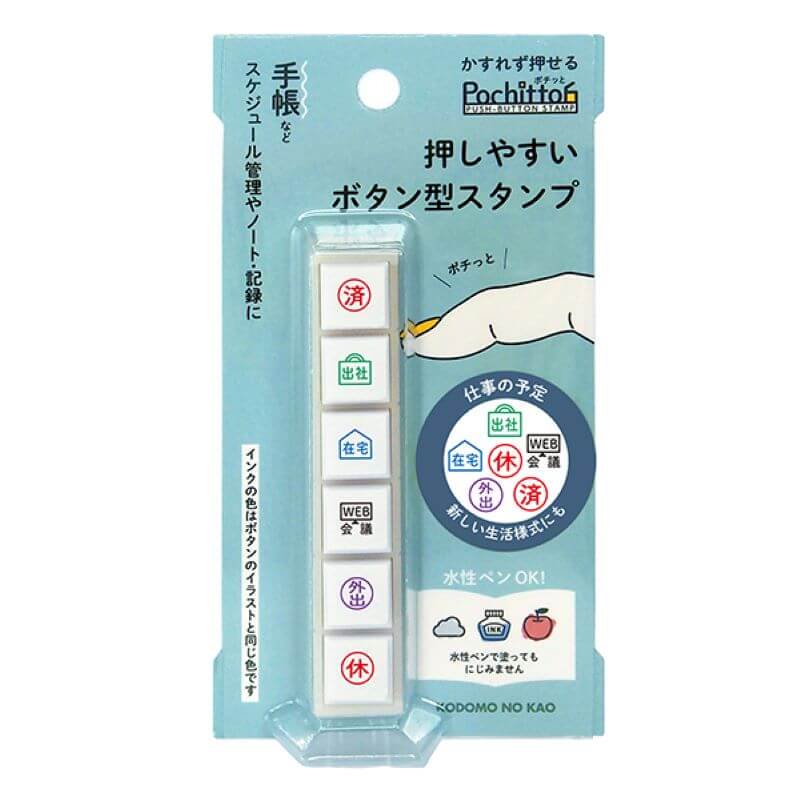 かすれず押せる
ポチっと
Pochitto6
PUSH-BUTTON STAMP
押しやすい
ボタン型スタンプ
手帳など
スケジュール管理やノート・記録に
ポチっと
済
出社
在宅
WEB
会議
外出
休
仕事の予定
出社
在宅
休
WEB
会議
外出
済
新しい生活様式にも
インクの色はボタンのイラストと同じ色です
水性ペンOK!
INK
水性ペンで塗っても
にじみません
KODOMO NO KAO